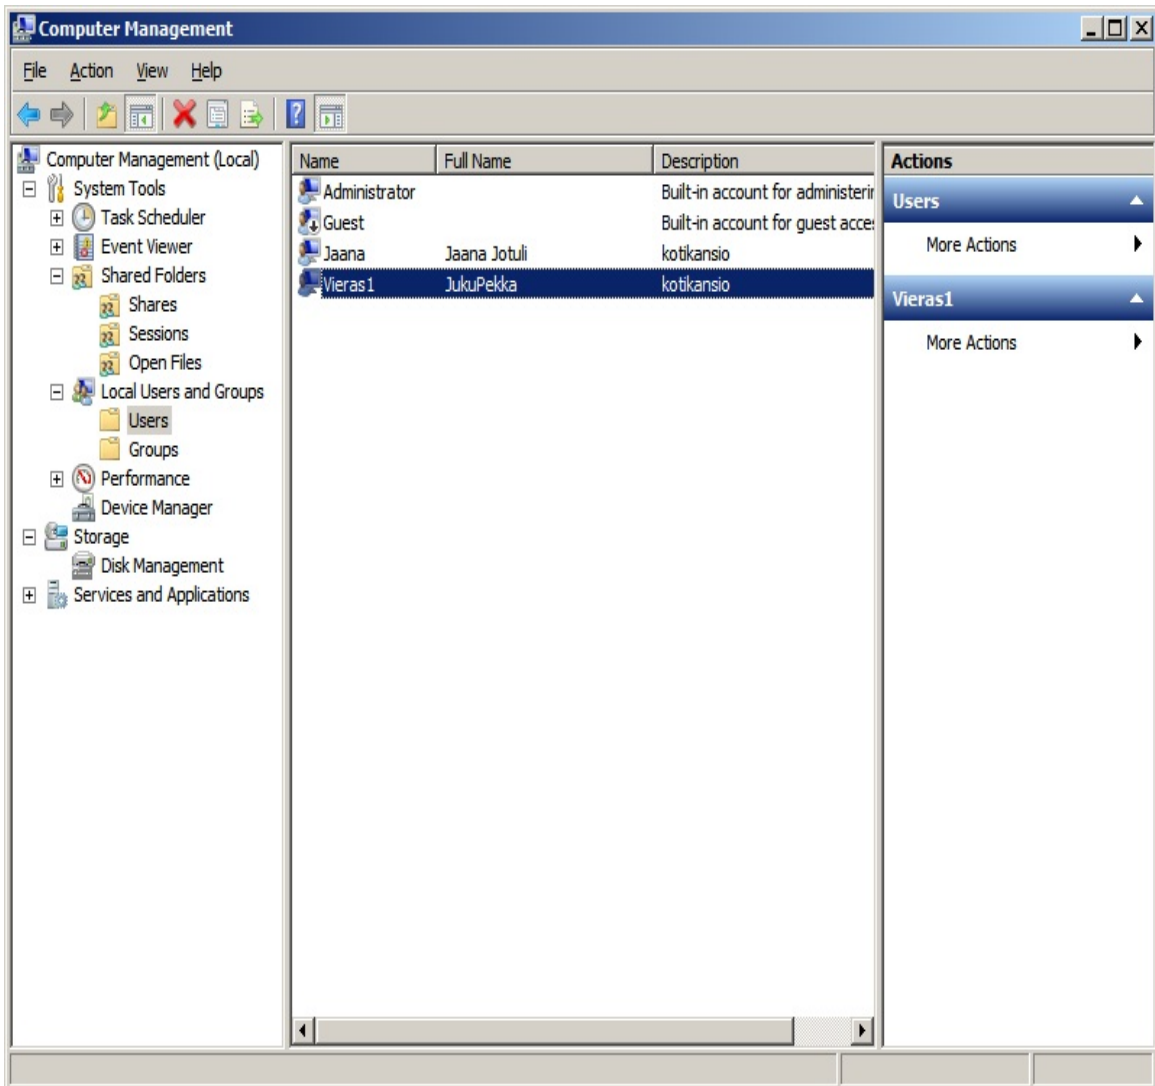 Computer Management
File Action View Help
Computer Management (Local)
System Tools
Task Scheduler
Event Viewer
Shared Folders
Shares
Sessions
Open Files
Local Users and Groups
Users
Groups
Performance
Device Manager
Storage
Disk Management
Services and Applications
Name Full Name Description
Administrator Built-in account for administerin
Guest Built-in account for guest acces
Jaana Jaana Jotuli kotikansio
Vieras1 JukuPekka kotikansio
Actions
Users
More Actions
Vieras1
More Actions